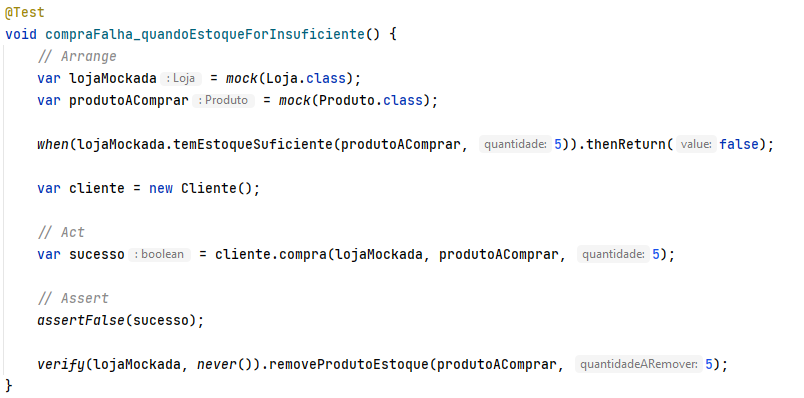 @Test
void compraFalha_quandoEstoqueForInsuficiente() {
// Arrange
var lojaMockada : Loja = mock(Loja.class);
var produtoAComprar : Produto = mock(Produto.class);
when(lojaMockada.temEstoqueSuficiente(produtoAComprar, quantidade: 5)).thenReturn( value: false);
var cliente = new Cliente();
// Act
var sucesso : boolean = cliente.compra(lojaMockada, produtoAComprar, quantidade: 5);
// Assert
assertFalse(sucesso);
verify(lojaMockada, never()).removeProdutoEstoque(produtoAComprar, quantidadeARemover: 5);
}